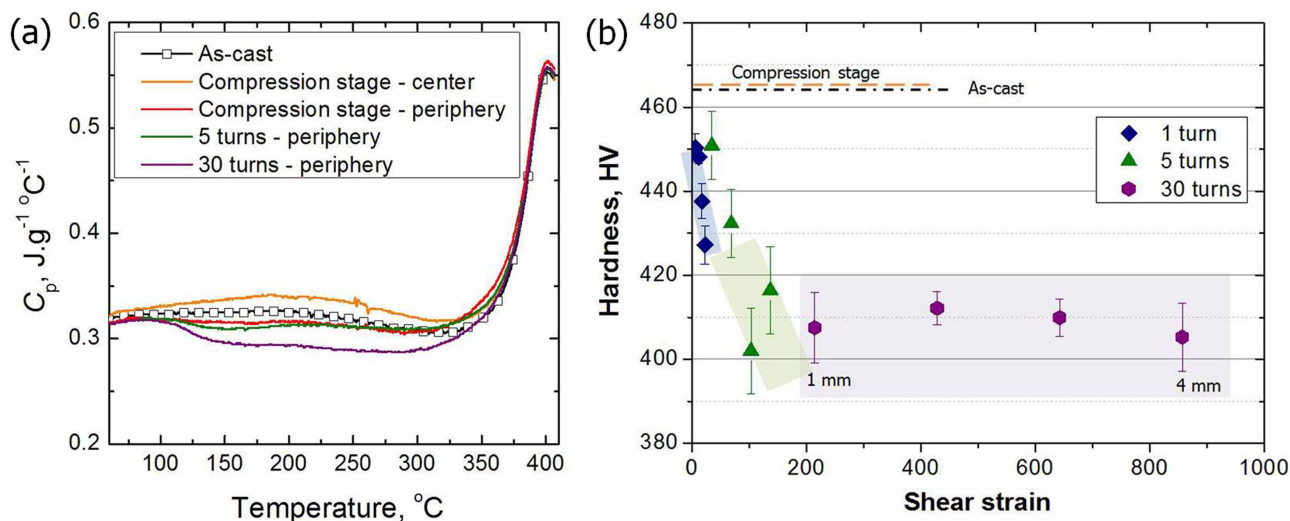 (a)
0.6
0.5
0.4
0.3
0.2
Cp, J.g-1 oC-1
As-cast
Compression stage - center
Compression stage - periphery
5 turns - periphery
30 turns - periphery
100 150 200 250 300 350 400
Temperature, oC
(b)
480
460
440
420
400
380
Hardness, HV
Compression stage
As-cast
1 turn
5 turns
30 turns
1 mm
4 mm
0 200 400 600 800 1000
Shear strain